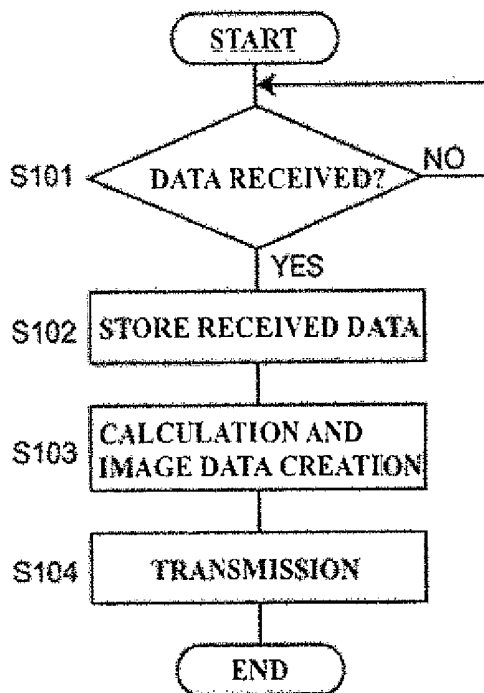 START
S101
DATA RECEIVED?
NO
YES
S102
STORE RECEIVED DATA
S103
CALCULATION AND
IMAGE DATA CREATION
S104
TRANSMISSION
END